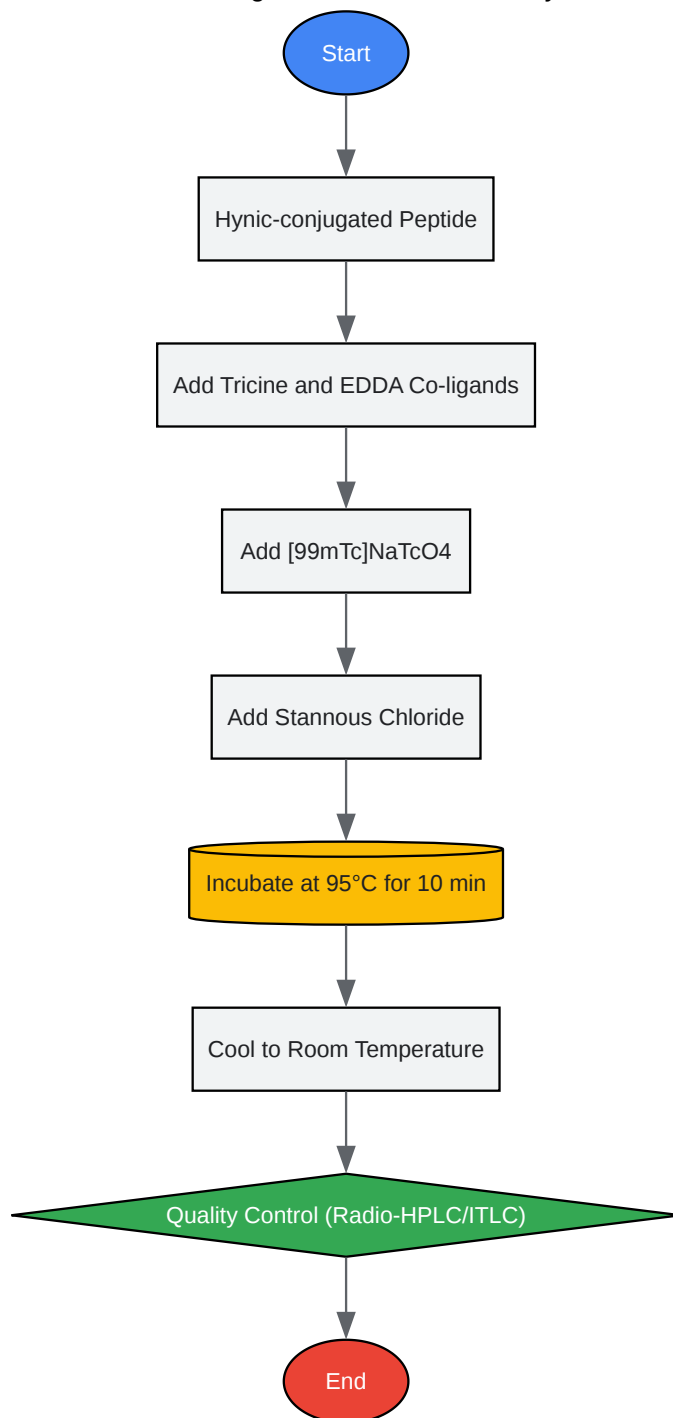 Start
Hynic-conjugated Peptide
Add Tricine and EDDA Co-ligands
Add [99mTc]NaTcO4
Add Stannous Chloride
Incubate at 95°C for 10 min
Cool to Room Temperature
Quality Control (Radio-HPLC/ITLC)
End